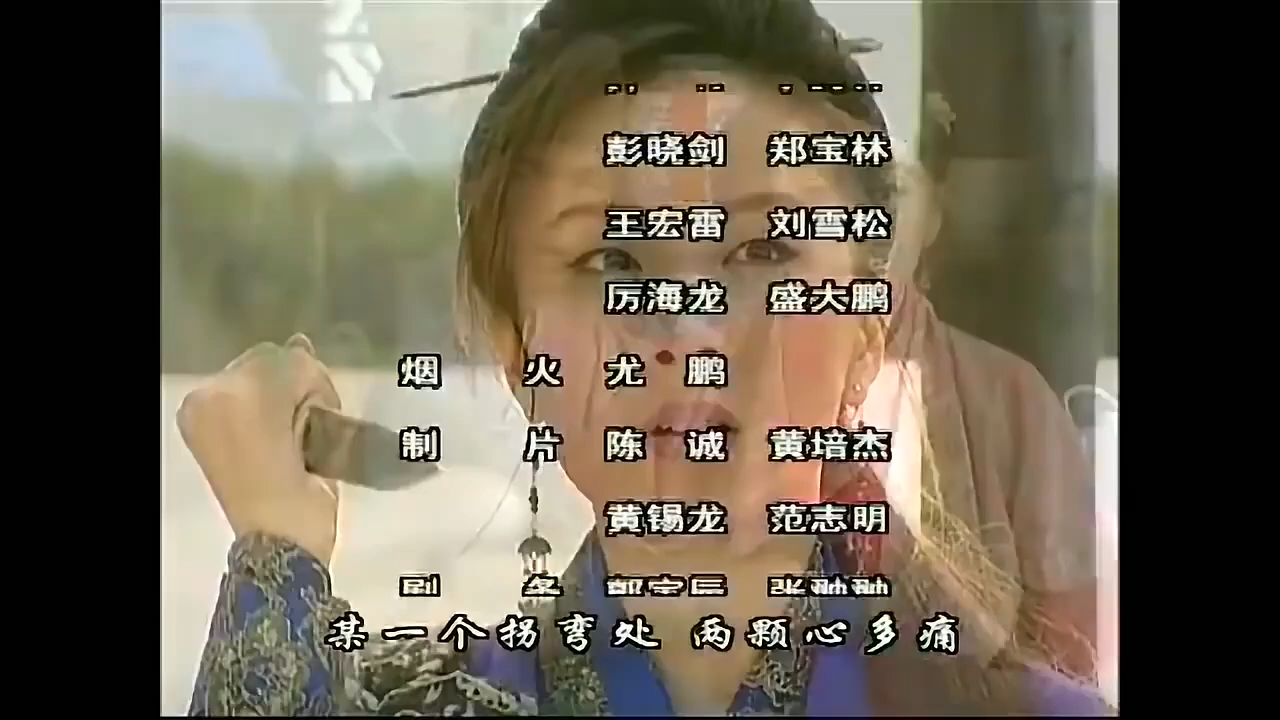 彭晓剑 郑宝林
王宏雷 刘雪松
厉海龙 盛大鹏
烟火 尤鹏
制片 陈诚 黄培杰
黄锡龙 范志明
某一个拐弯处 两颗心多痛